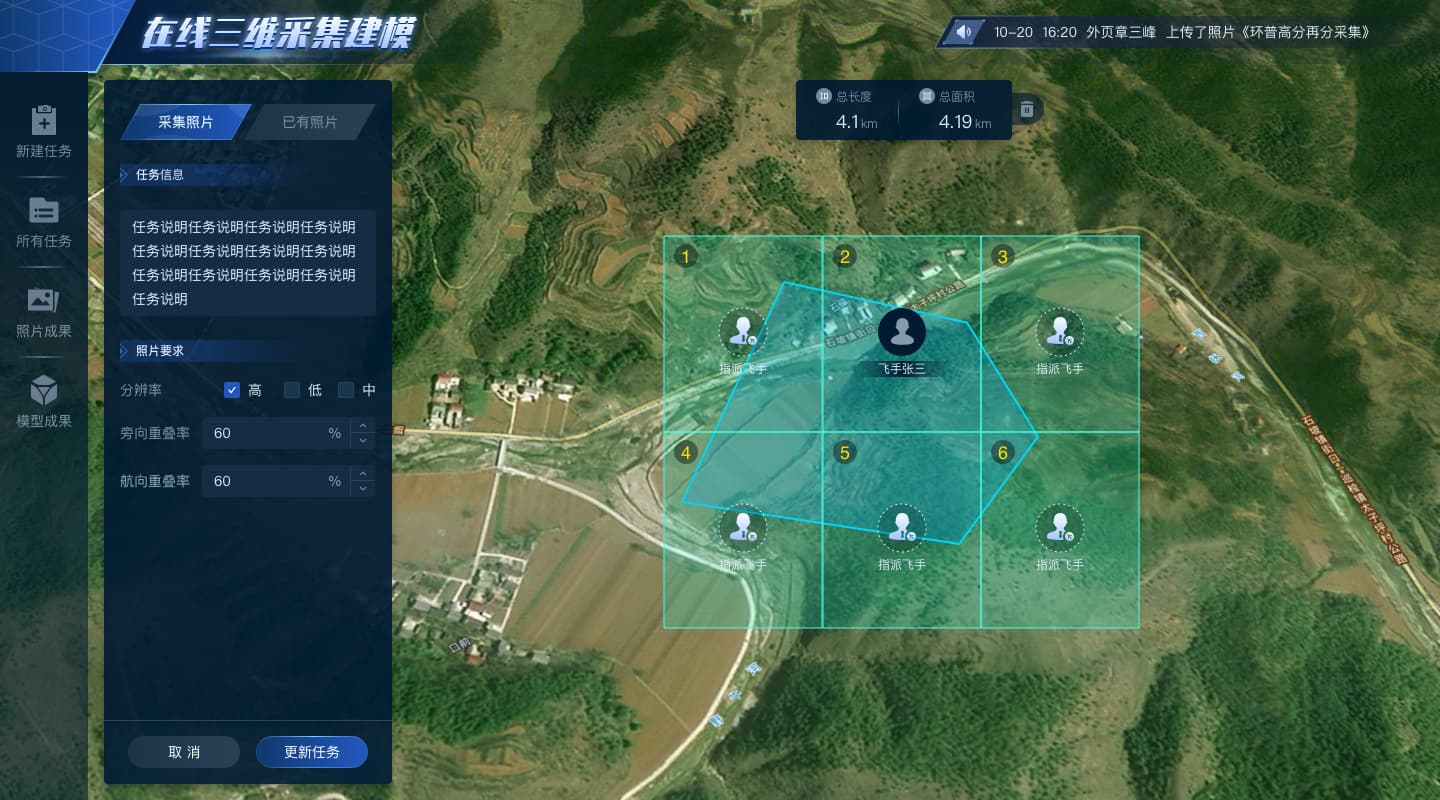 在线三维采集建模
10-20 16:20 外页章三峰 上传了照片《环普高分再分采集》
新建任务
所有任务
照片成果
模型成果
采集照片
已有照片
任务信息
任务说明任务说明任务说明任务说明
任务说明任务说明任务说明任务说明
任务说明任务说明任务说明任务说明
任务说明
照片要求
分辨率
高
低
中
旁向重叠率
60 %
航向重叠率
60 %
取 消
更新任务
总长度
4.1 km
总面积
4.19 km
1
2
3
指派飞手
飞手张三
指派飞手
4
5
6
指派飞手
指派飞手
指派飞手